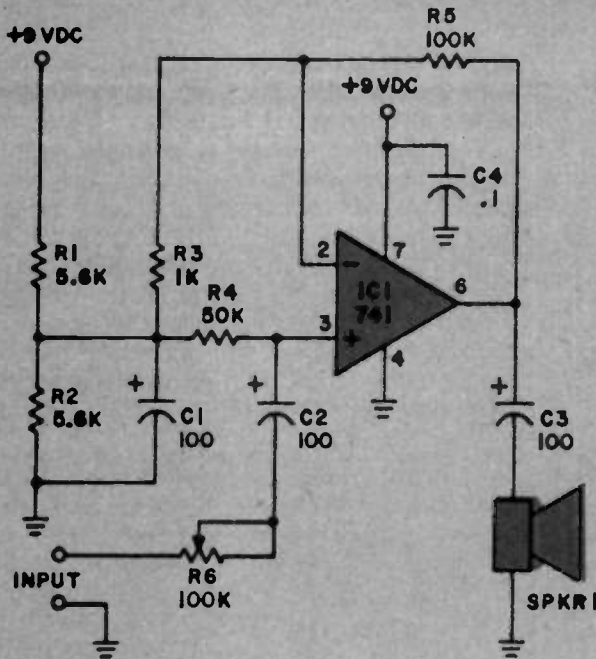 +9 VDC
R5
100K
+9 VDC
C4
.1
R1
5.6K
R3
1K
R4
50K
2
-
7
IC1
741
6
3
+
4
R2
5.6K
+
C1
100
+
C2
100
+
C3
100
INPUT
R6
100K
SPKR1